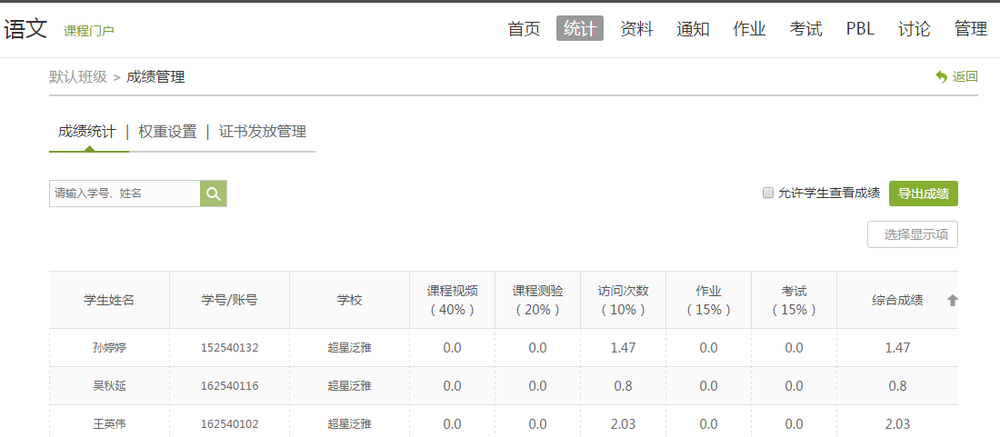 语文 课程门户 首页 统计 资料 通知 作业 考试 PBL 讨论 管理
默认班级 > 成绩管理 返回
成绩统计 | 权重设置 | 证书发放管理
请输入学号、姓名 允许学生查看成绩 导出成绩
选择显示项
学生姓名 学号/账号 学校 课程视频 课程测验 访问次数 作业 考试 综合成绩
（40%） （20%） （10%） （15%） （15%）
孙婷婷 152540132 超星泛雅 0.0 0.0 1.47 0.0 0.0 1.47
吴秋延 162540116 超星泛雅 0.0 0.0 0.8 0.0 0.0 0.8
王英伟 162540102 超星泛雅 0.0 0.0 2.03 0.0 0.0 2.03